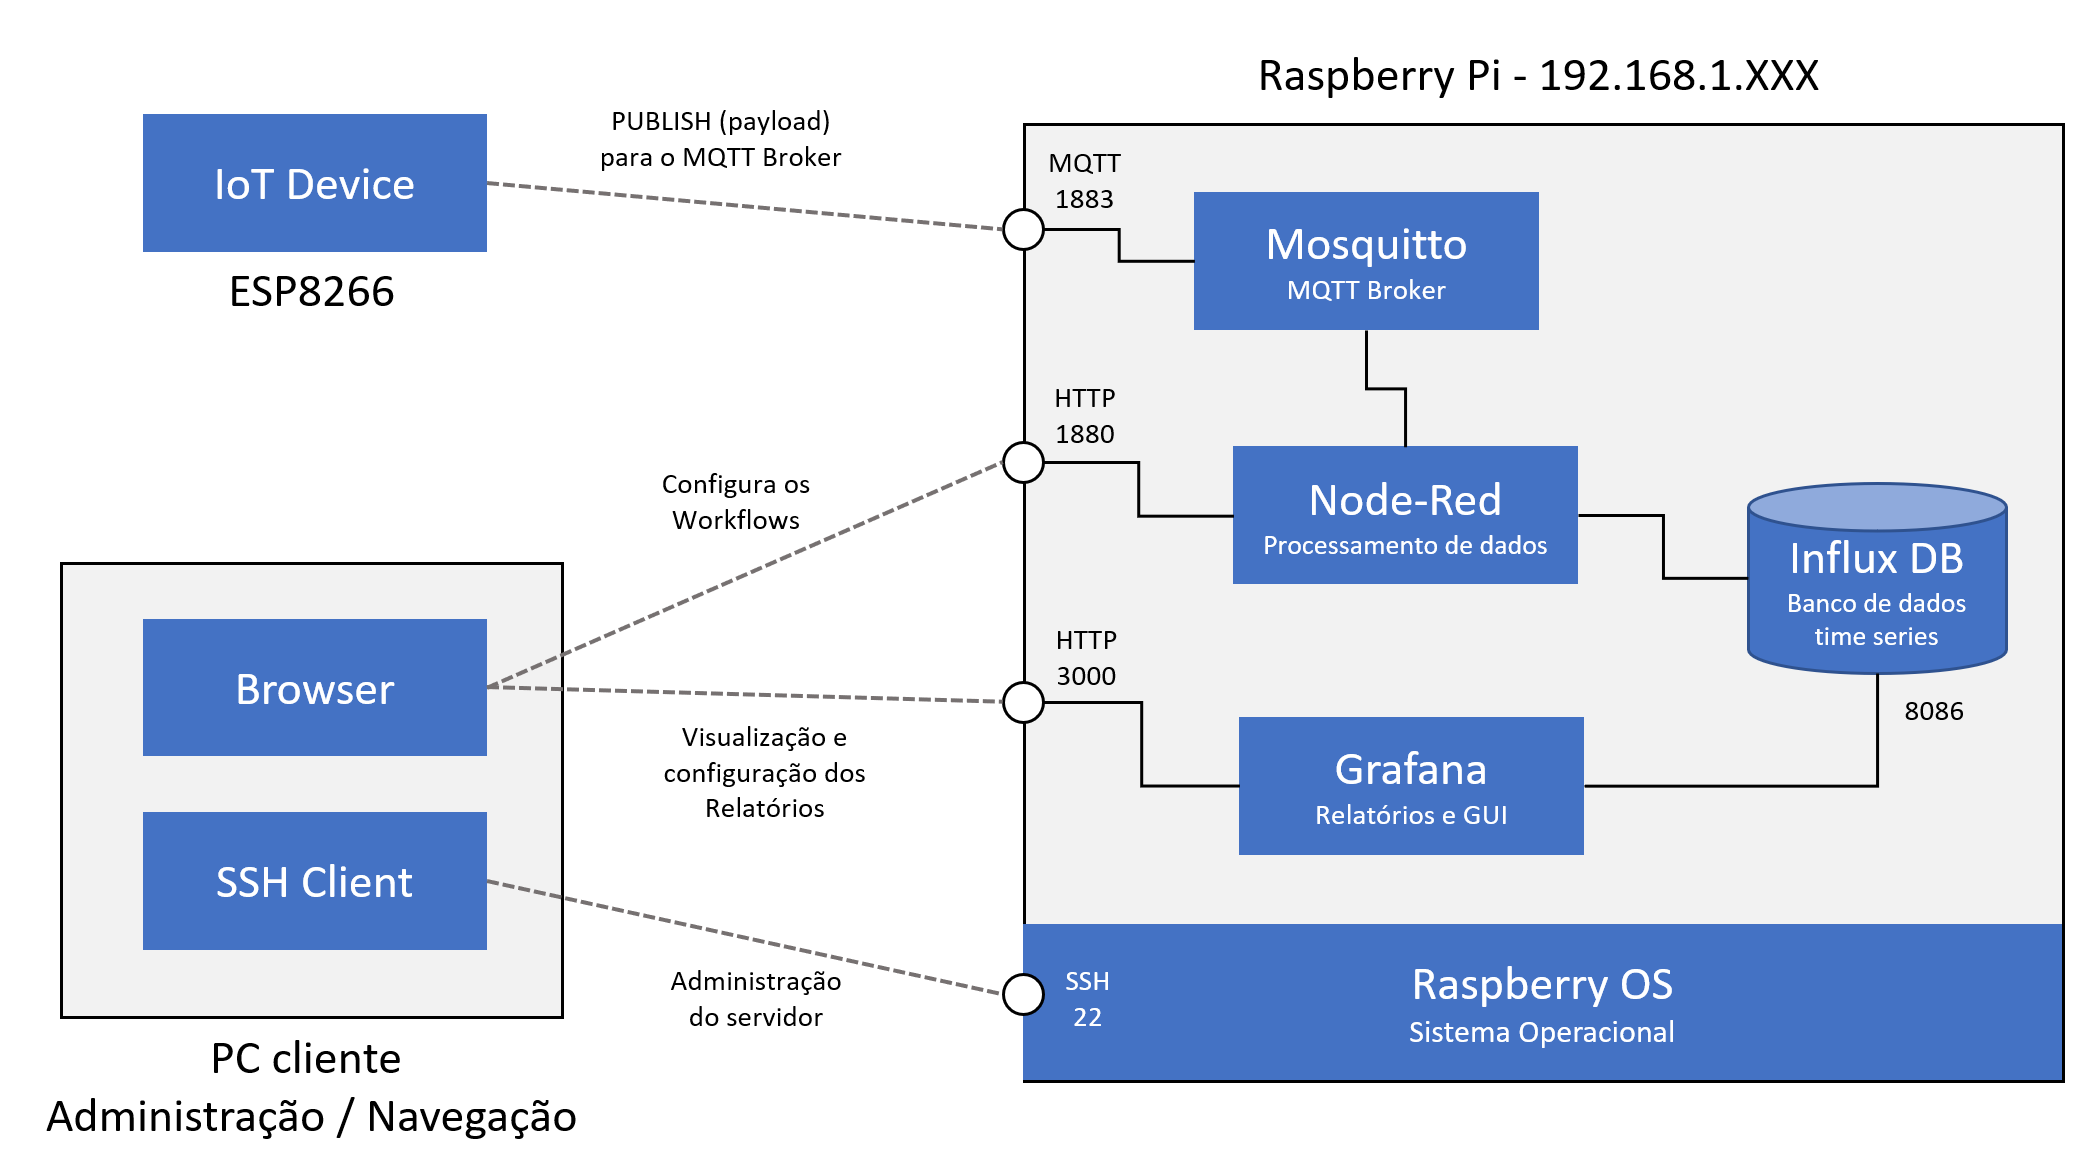 Raspberry Pi - 192.168.1.XXX
IoT Device
ESP8266
PUBLISH (payload)
para o MQTT Broker
MQTT
1883
Mosquitto
MQTT Broker
HTTP
1880
Configura os
Workflows
Node-Red
Processamento de dados
Influx DB
Banco de dados
time series
8086
Browser
HTTP
3000
Visualização e
configuração dos
Relatórios
Grafana
Relatórios e GUI
SSH Client
Administração
do servidor
SSH
22
Raspberry OS
Sistema Operacional
PC cliente
Administração / Navegação